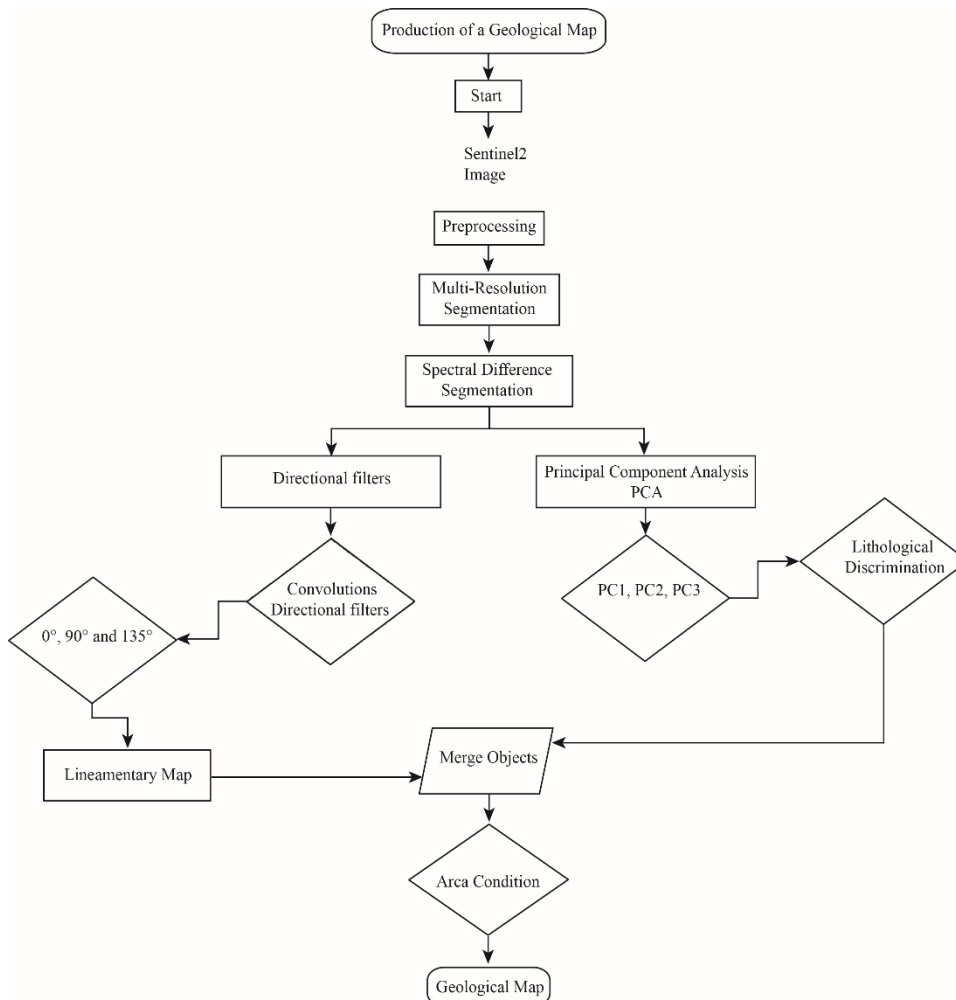 Production of a Geological Map
Start
Sentinel2
Image
Preprocessing
Multi-Resolution
Segmentation
Spectral Difference
Segmentation
Directional filters
Principal Component Analysis
PCA
Convolutions
Directional filters
PC1, PC2, PC3
Lithological
Discrimination
0°, 90° and 135°
Lineamentary Map
Merge Objects
Arca Condition
Geological Map